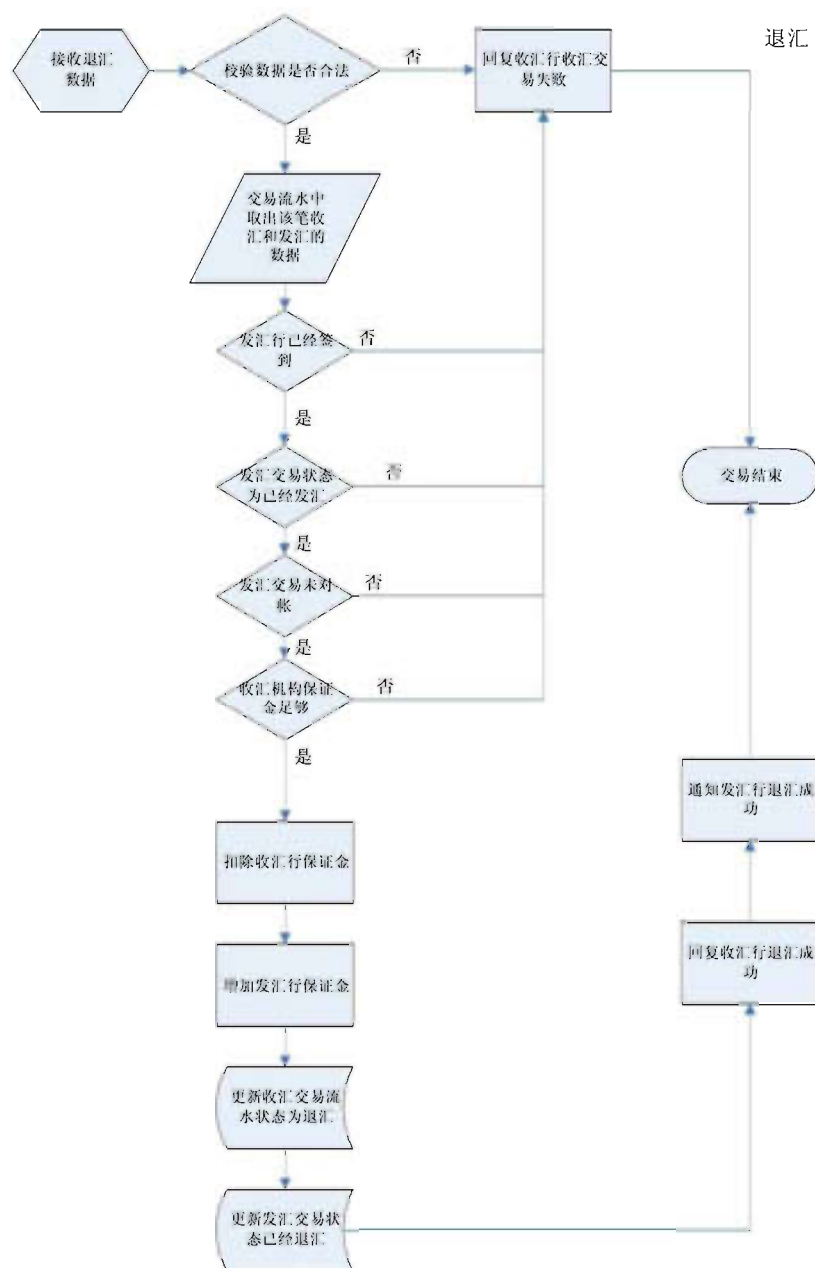 退汇
接收退汇
数据
校验数据是否合法
否
回复收汇行收汇交
易失败
是
交易流水中
取出该笔收
汇和发汇的
数据
发汇行已经签
到
否
是
发汇交易状态
为已经发汇
否
交易结束
是
发汇交易未对
帐
否
是
收汇机构保证
金足够
否
是
通知发汇行退汇成
功
扣除收汇行保证金
回复收汇行退汇成
功
增加发汇行保证金
更新收汇交易流
水状态为退汇
更新发汇交易状
态已经退汇